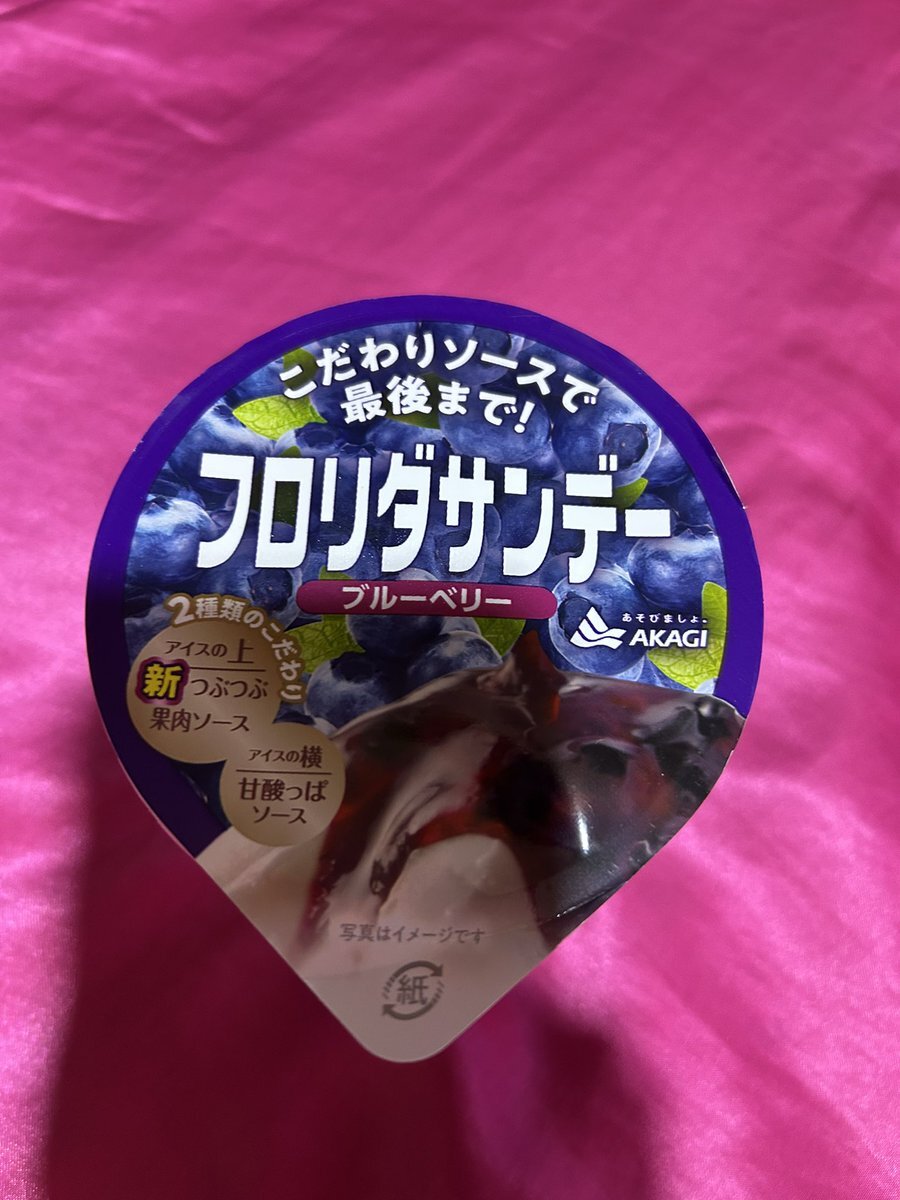 こだわりソースで
最後まで!
フロリダサンデー
ブルーベリー
あそびましょ。
AKAGI
2種類のこだわり
アイスの上
新 つぶつぶ
果肉ソース
アイスの横
甘酸っぱ
ソース
写真はイメージです
紙